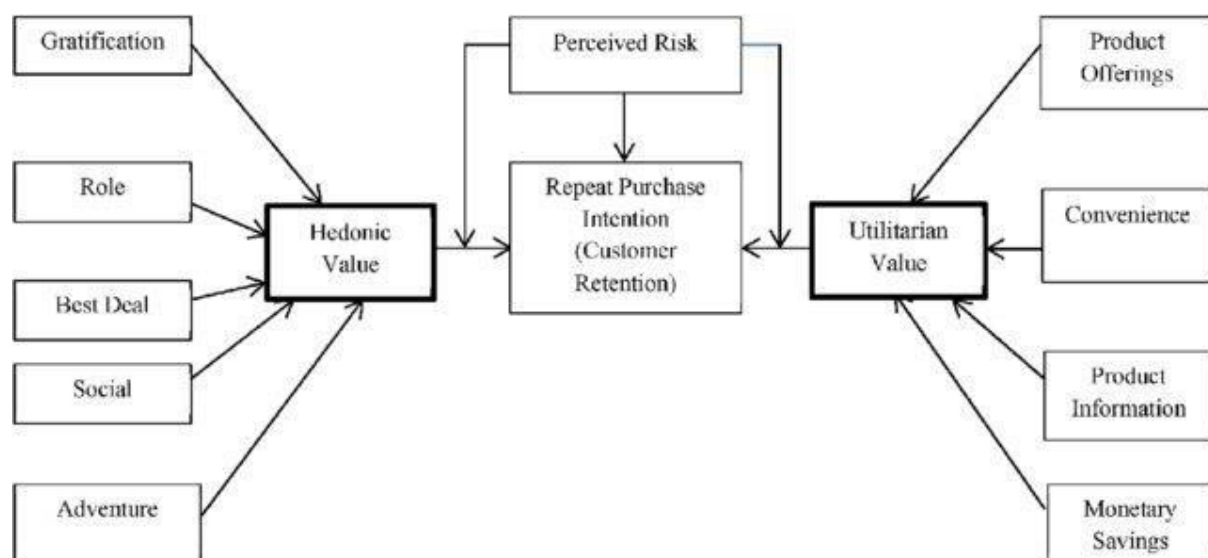 Gratification
Role
Best Deal
Social
Adventure
Hedonic
Value
Perceived Risk
Repeat Purchase
Intention
(Customer
Retention)
Utilitarian
Value
Product
Offerings
Convenience
Product
Information
Monetary
Savings